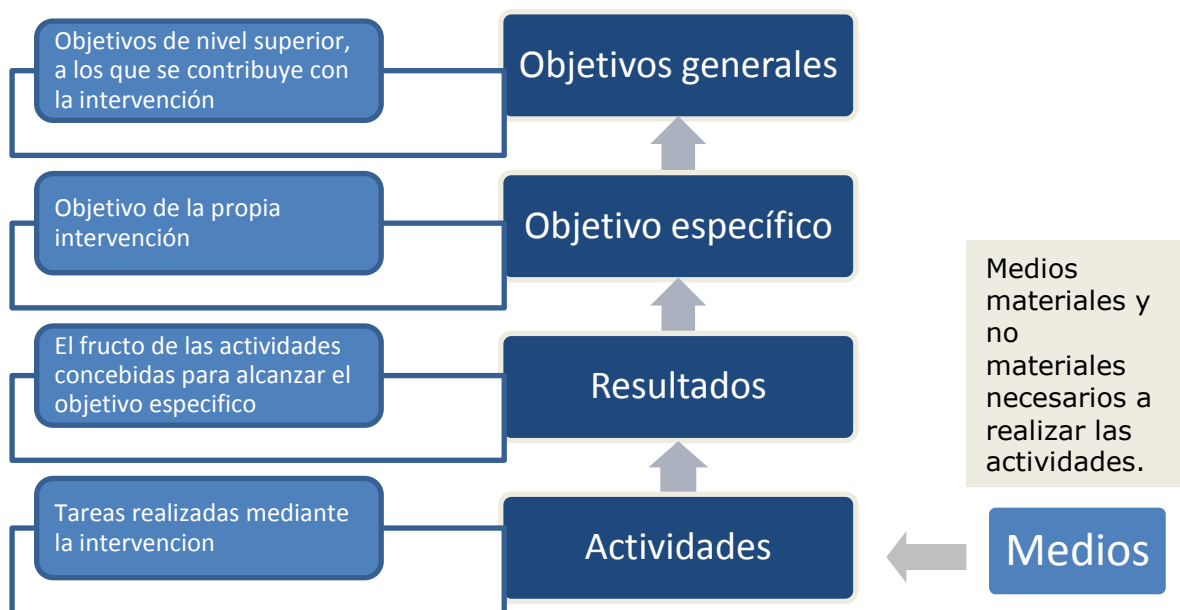 Objetivos de nivel superior,
a los que se contribuye con
la intervención
Objetivos generales
Objetivo de la propia
intervención
Objetivo específico
El fructo de las actividades
concebidas para alcanzar el
objetivo especifico
Resultados
Tareas realizadas mediante
la intervencion
Actividades
Medios
materiales y
no
materiales
necesarios a
realizar las
actividades.
Medios